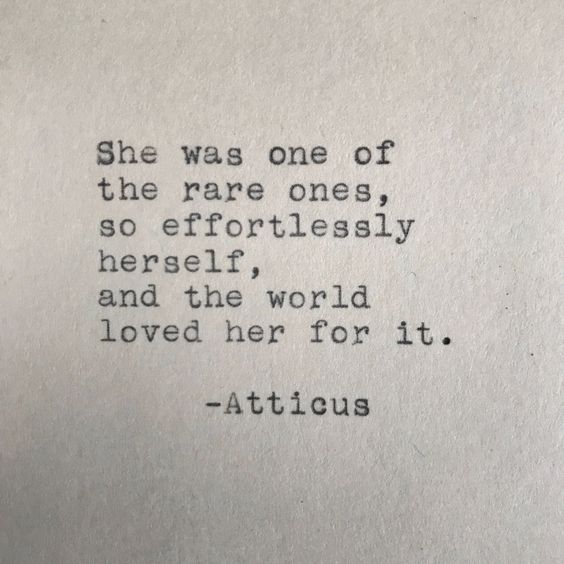 She was one of
the rare ones,
so effortlessly
herself,
and the world
loved her for it.
-Atticus